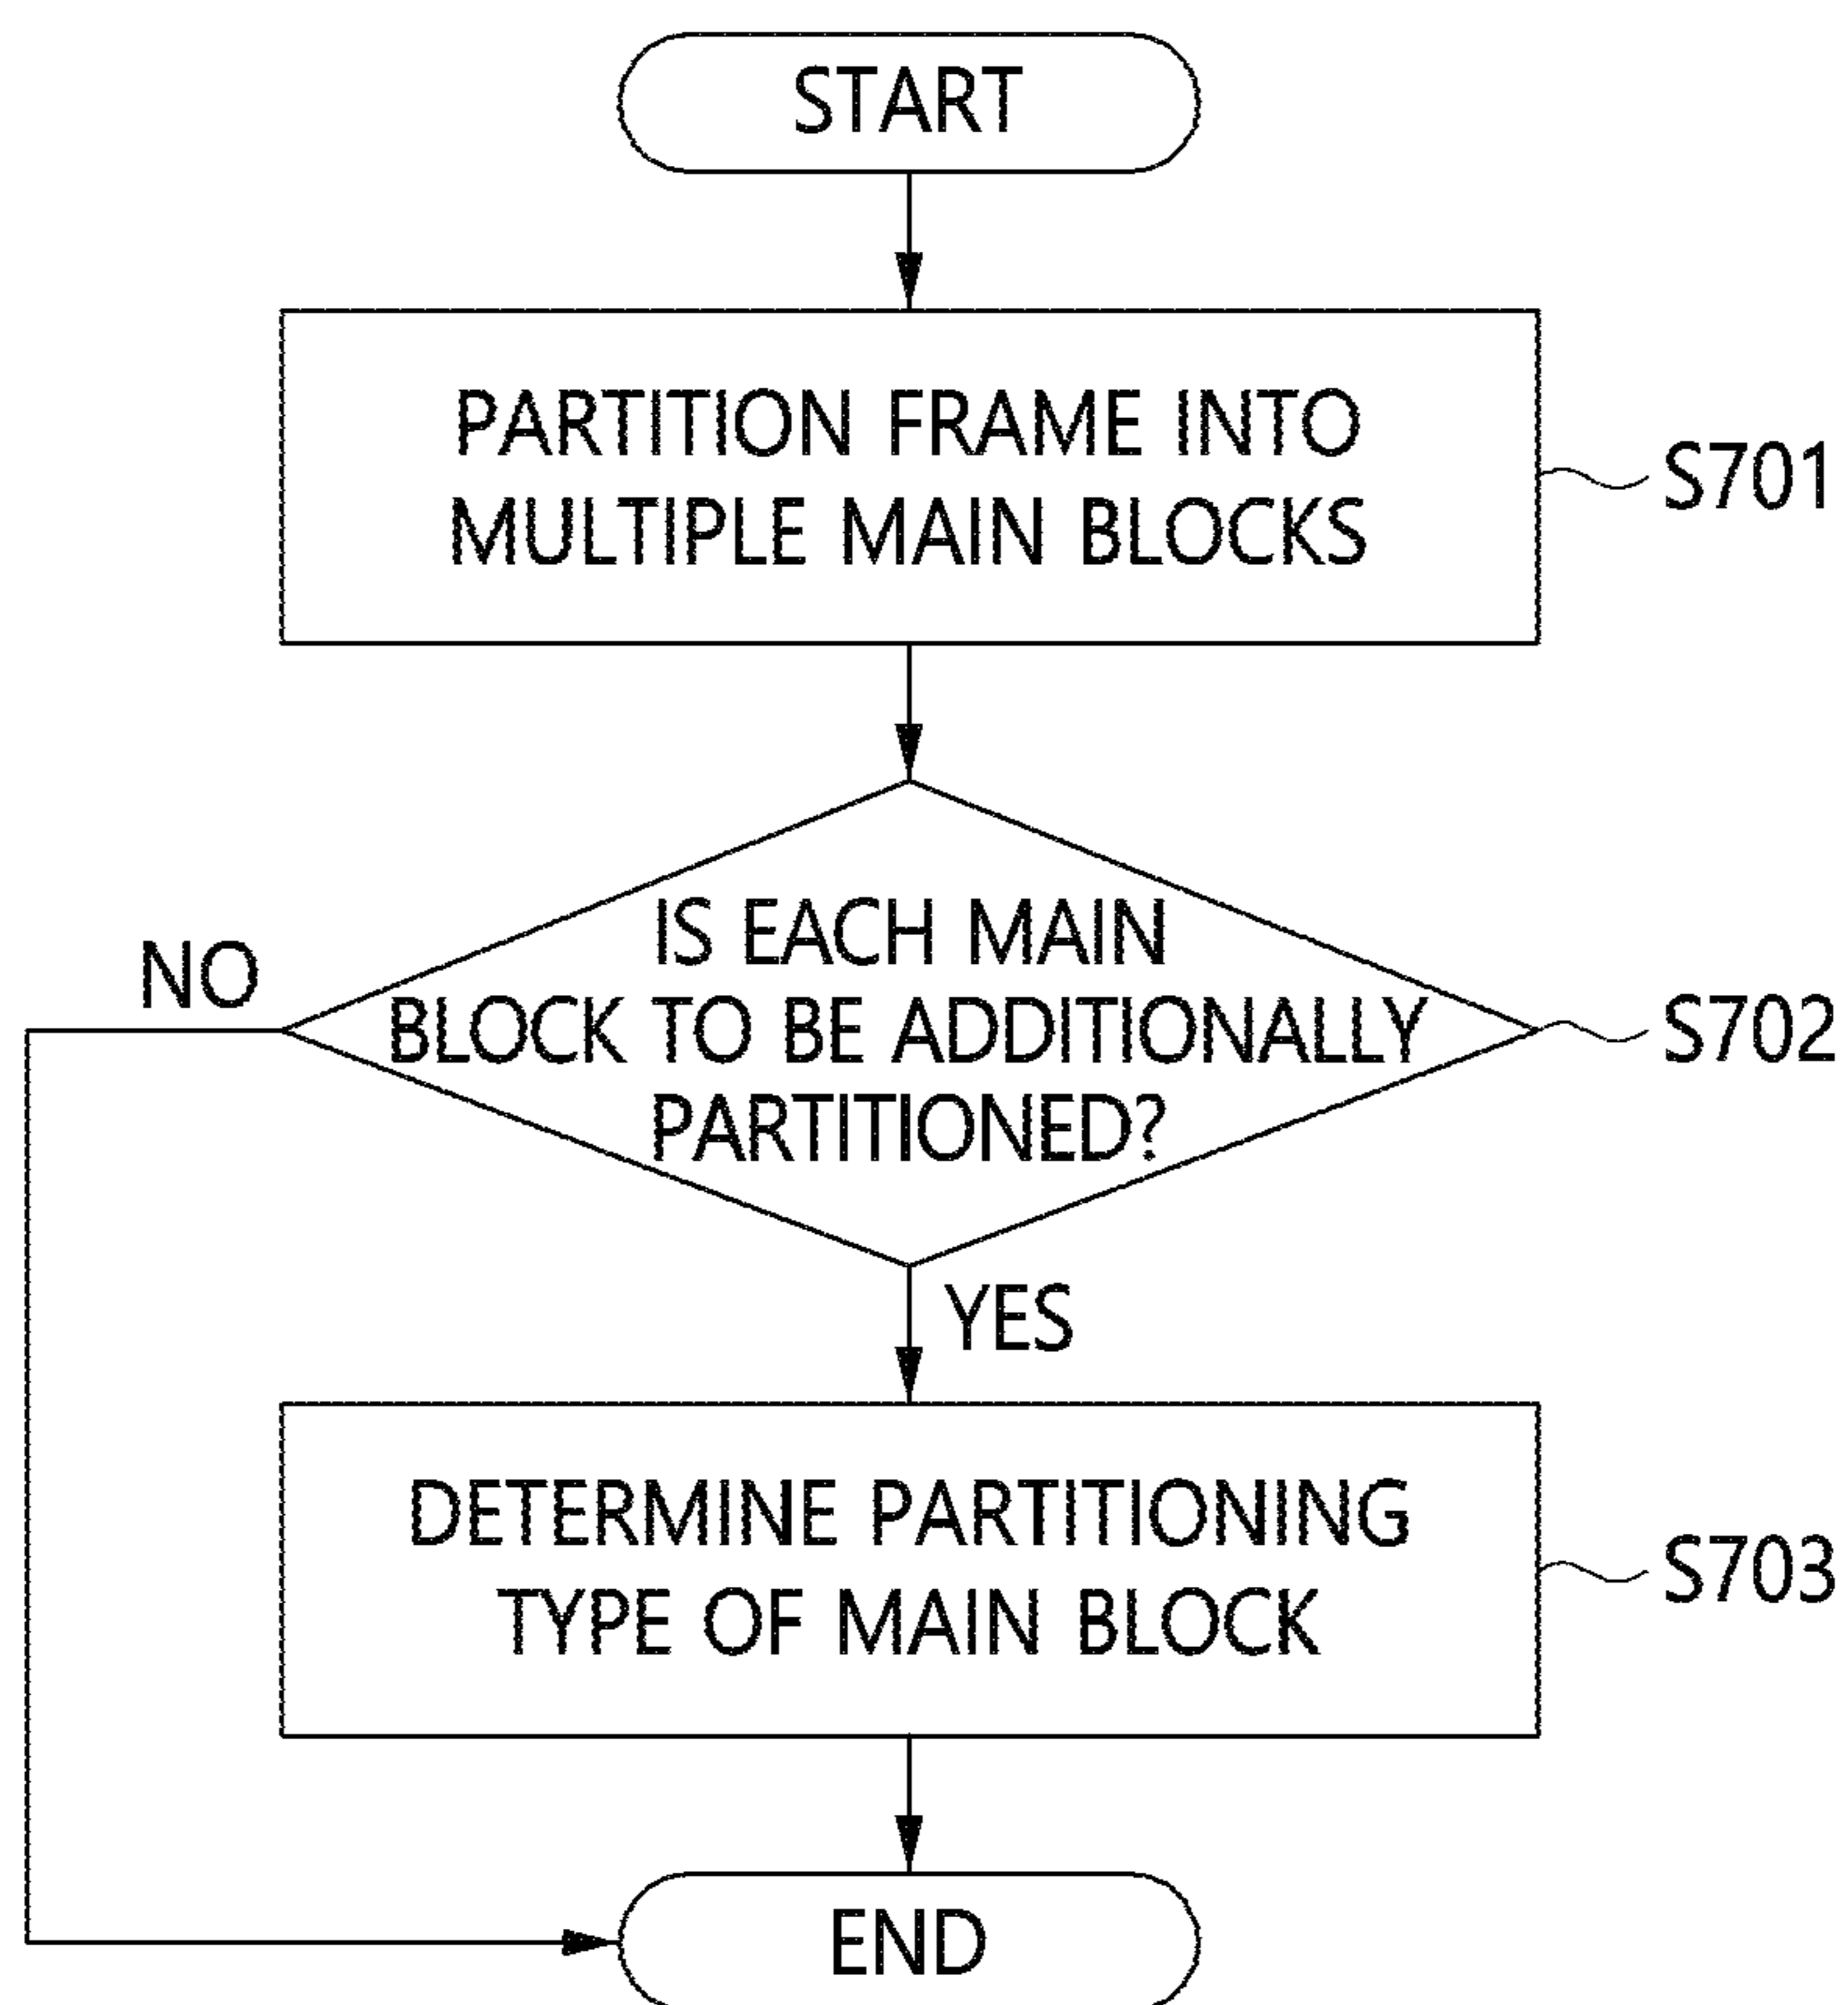 START
PARTITION FRAME INTO
MULTIPLE MAIN BLOCKS
S701
IS EACH MAIN
BLOCK TO BE ADDITIONALLY
PARTITIONED?
S702
NO
YES
DETERMINE PARTITIONING
TYPE OF MAIN BLOCK
S703
END